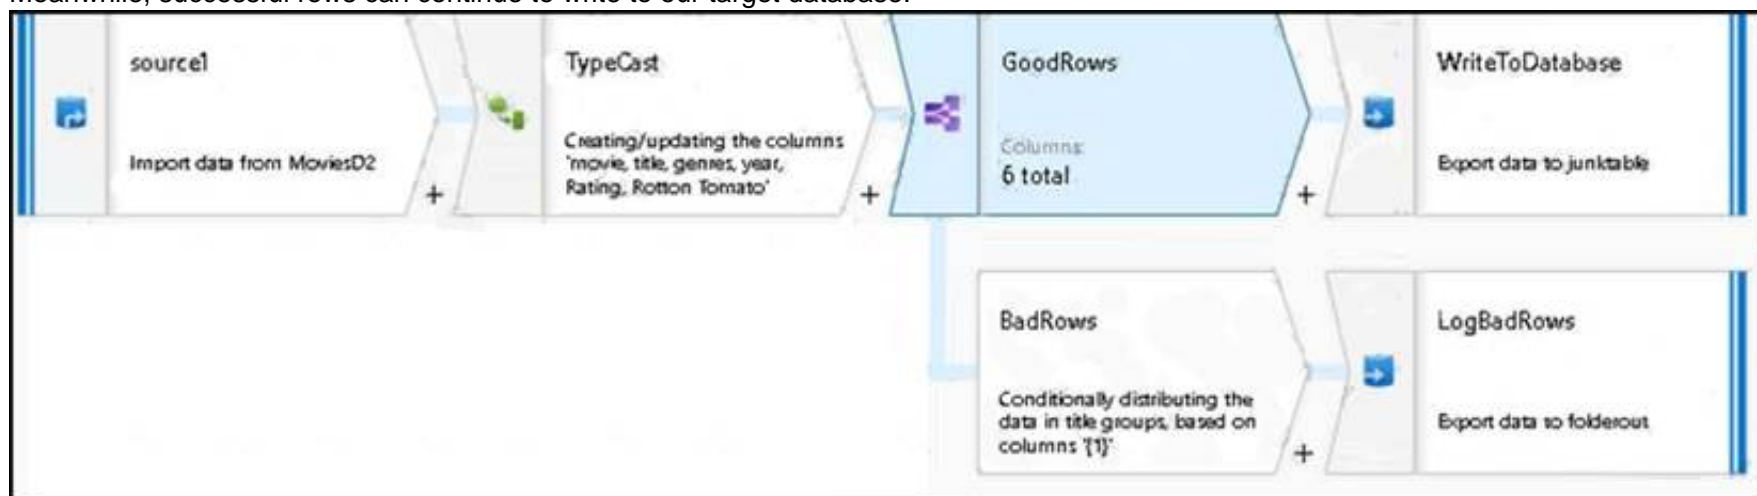 Meanwhile, successful rows can continue to write to our target database.
source1
TypeCast
GoodRows
WriteToDatabase
Import data from MoviesD2
Creating/updating the columns
'movie, title, genres, year,
Rating, Rotton Tomato'
Columns:
6 total
Export data to junktable
+
+
+
BadRows
LogBadRows
Conditionally distributing the
data in title groups, based on
columns '{1}'
Export data to folderout
+